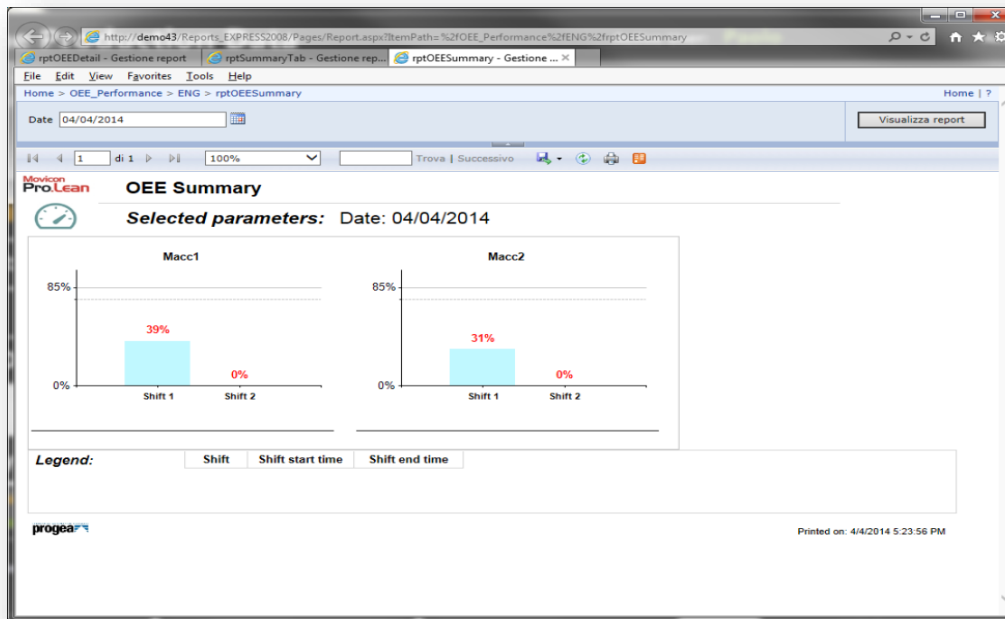 http://demo43/Reports_EXPRESS2008/Pages/Report.aspx?ItemPath=%2fOEE_Performance%2fENG%2frptOEESummary
rptOEEDetail - Gestione report
rptSummaryTab - Gestione rep...
rptOEESummary - Gestione ...
File Edit View Favorites Tools Help
Home > OEE_Performance > ENG > rptOEESummary
Home | ?
Date 04/04/2014
Visualizza report
1 di 1
100%
Trova | Successivo
Movicon
Pro.Lean
OEE Summary
Selected parameters: Date: 04/04/2014
Macc1
85%
39%
0%
0%
Shift 1 Shift 2
Macc2
85%
31%
0%
0%
Shift 1 Shift 2
Legend: Shift Shift start time Shift end time
progea
Printed on: 4/4/2014 5:23:56 PM